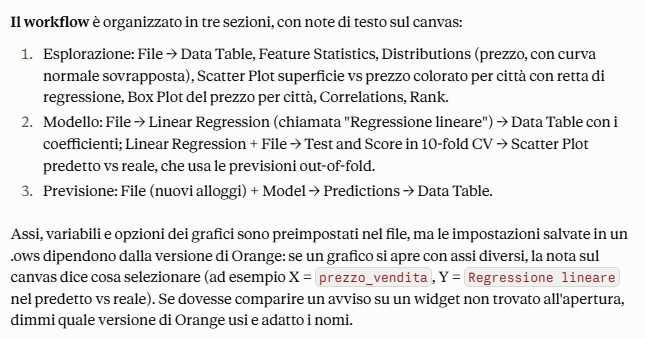 Il workflow è organizzato in tre sezioni, con note di testo sul canvas:
1. Esplorazione: File → Data Table, Feature Statistics, Distributions (prezzo, con curva
normale sovrapposta), Scatter Plot superficie vs prezzo colorato per città con retta di
regressione, Box Plot del prezzo per città, Correlations, Rank.
2. Modello: File → Linear Regression (chiamata "Regressione lineare") → Data Table con i
coefficienti; Linear Regression + File → Test and Score in 10-fold CV → Scatter Plot
predetto vs reale, che usa le previsioni out-of-fold.
3. Previsione: File (nuovi alloggi) + Model → Predictions → Data Table.
Assi, variabili e opzioni dei grafici sono preimpostati nel file, ma le impostazioni salvate in un
.ows dipendono dalla versione di Orange: se un grafico si apre con assi diversi, la nota sul
canvas dice cosa selezionare (ad esempio X = prezzo_vendita, Y = Regressione lineare
nel predetto vs reale). Se dovesse comparire un avviso su un widget non trovato all'apertura,
dimmi quale versione di Orange usi e adatto i nomi.